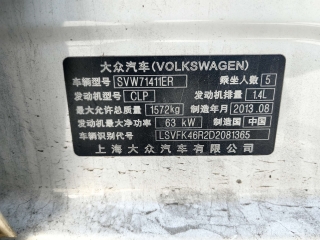 大众汽车(VOLKSWAGEN)
车辆型号 SVW71411ER 乘坐人数 5
发动机型号 CLP 发动机排量 1.4L
最大允许总质量 1572kg 制造年月 2013.08
发动机最大净功率 63 kW 制造国 中国
车辆识别代号 LSVFK46R2D2081365
上海大众汽车有限公司